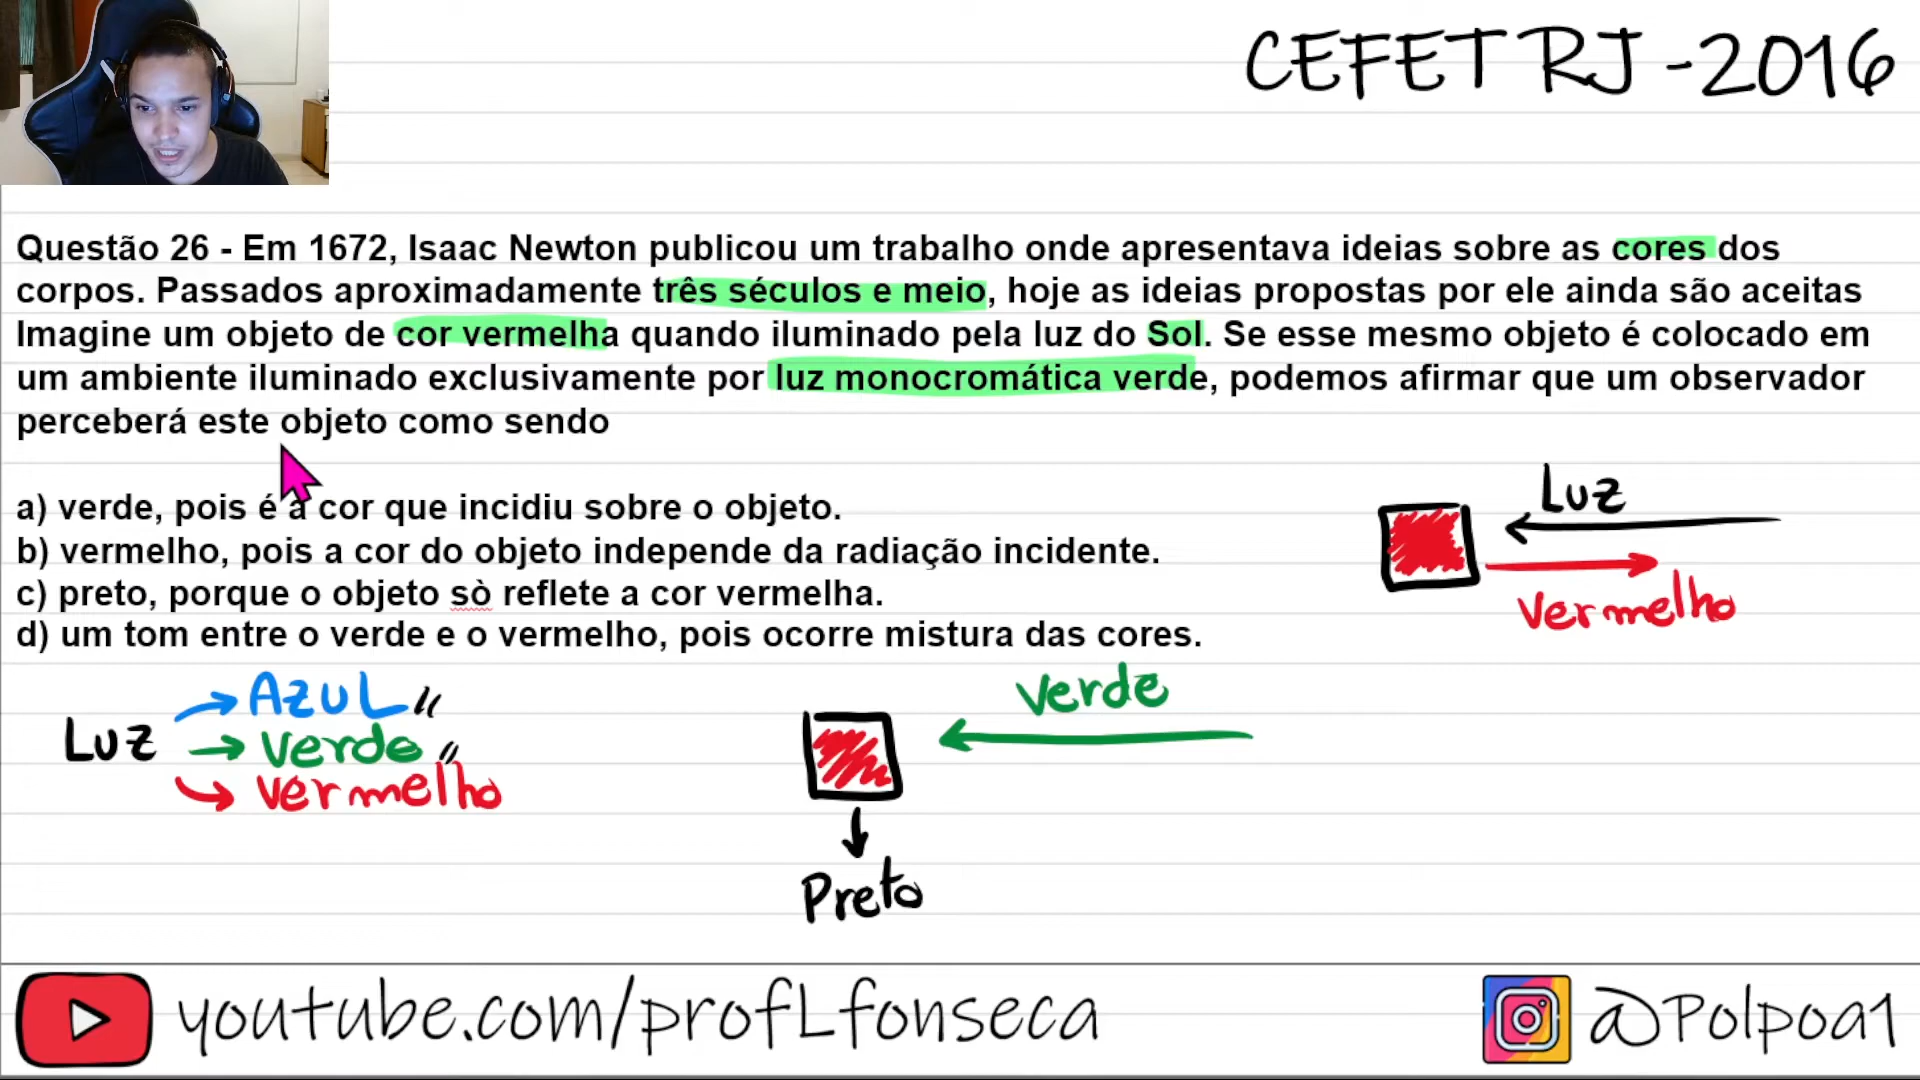 CEFET RJ - 2016
Questão 26 - Em 1672, Isaac Newton publicou um trabalho onde apresentava ideias sobre as cores dos
corpos. Passados aproximadamente três séculos e meio, hoje as ideias propostas por ele ainda são aceitas
Imagine um objeto de cor vermelha quando iluminado pela luz do Sol. Se esse mesmo objeto é colocado em
um ambiente iluminado exclusivamente por luz monocromática verde, podemos afirmar que um observador
perceberá este objeto como sendo
a) verde, pois é a cor que incidiu sobre o objeto.
b) vermelho, pois a cor do objeto independe da radiação incidente.
c) preto, porque o objeto sò reflete a cor vermelha.
d) um tom entre o verde e o vermelho, pois ocorre mistura das cores.
Luz
Vermelho
Luz
Azul
Verde
Vermelho
Verde
Preto
youtube.com/profLfonseca
@Polpoa1